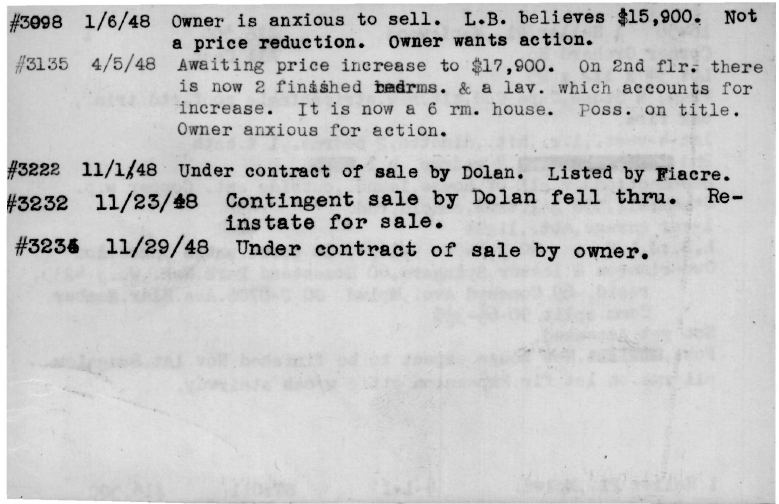 #3098 1/6/48 Owner is anxious to sell. L.B. believes $15,900. Not
a price reduction. Owner wants action.
#3135 4/5/48 Awaiting price increase to $17,900. On 2nd flr. there
is now 2 finished bedrms. & a lav. which accounts for
increase. It is now a 6 rm. house. Poss. on title.
Owner anxious for action.
#3222 11/1/48 Under contract of sale by Dolan. Listed by Fiacre.
#3232 11/23/48 Contingent sale by Dolan fell thru. Re-
instate for sale.
#3234 11/29/48 Under contract of sale by owner.